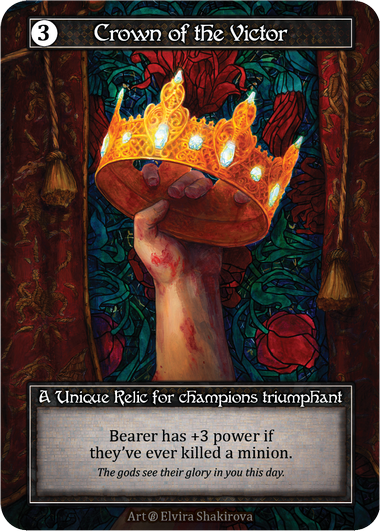 3
Crown of the Victor
A Unique Relic for champions triumphant
Bearer has +3 power if
they've ever killed a minion.
The gods see their glory in you this day.
Art @ Elvira Shakirova